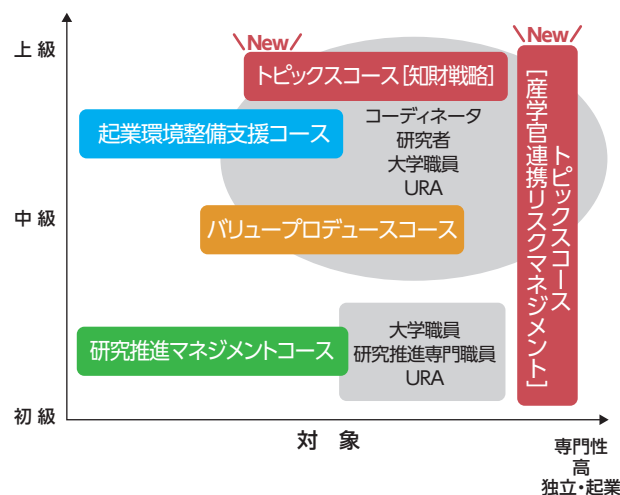 上級
New
トピックスコース[知財戦略]
New
トピックスコース
[産学官連携リスクマネジメント]
起業環境整備支援コース
コーディネータ
研究者
大学職員
URA
中級
バリュープロデュースコース
研究推進マネジメントコース
大学職員
研究推進専門職員
URA
初級
対 象
専門性
高
独立・起業